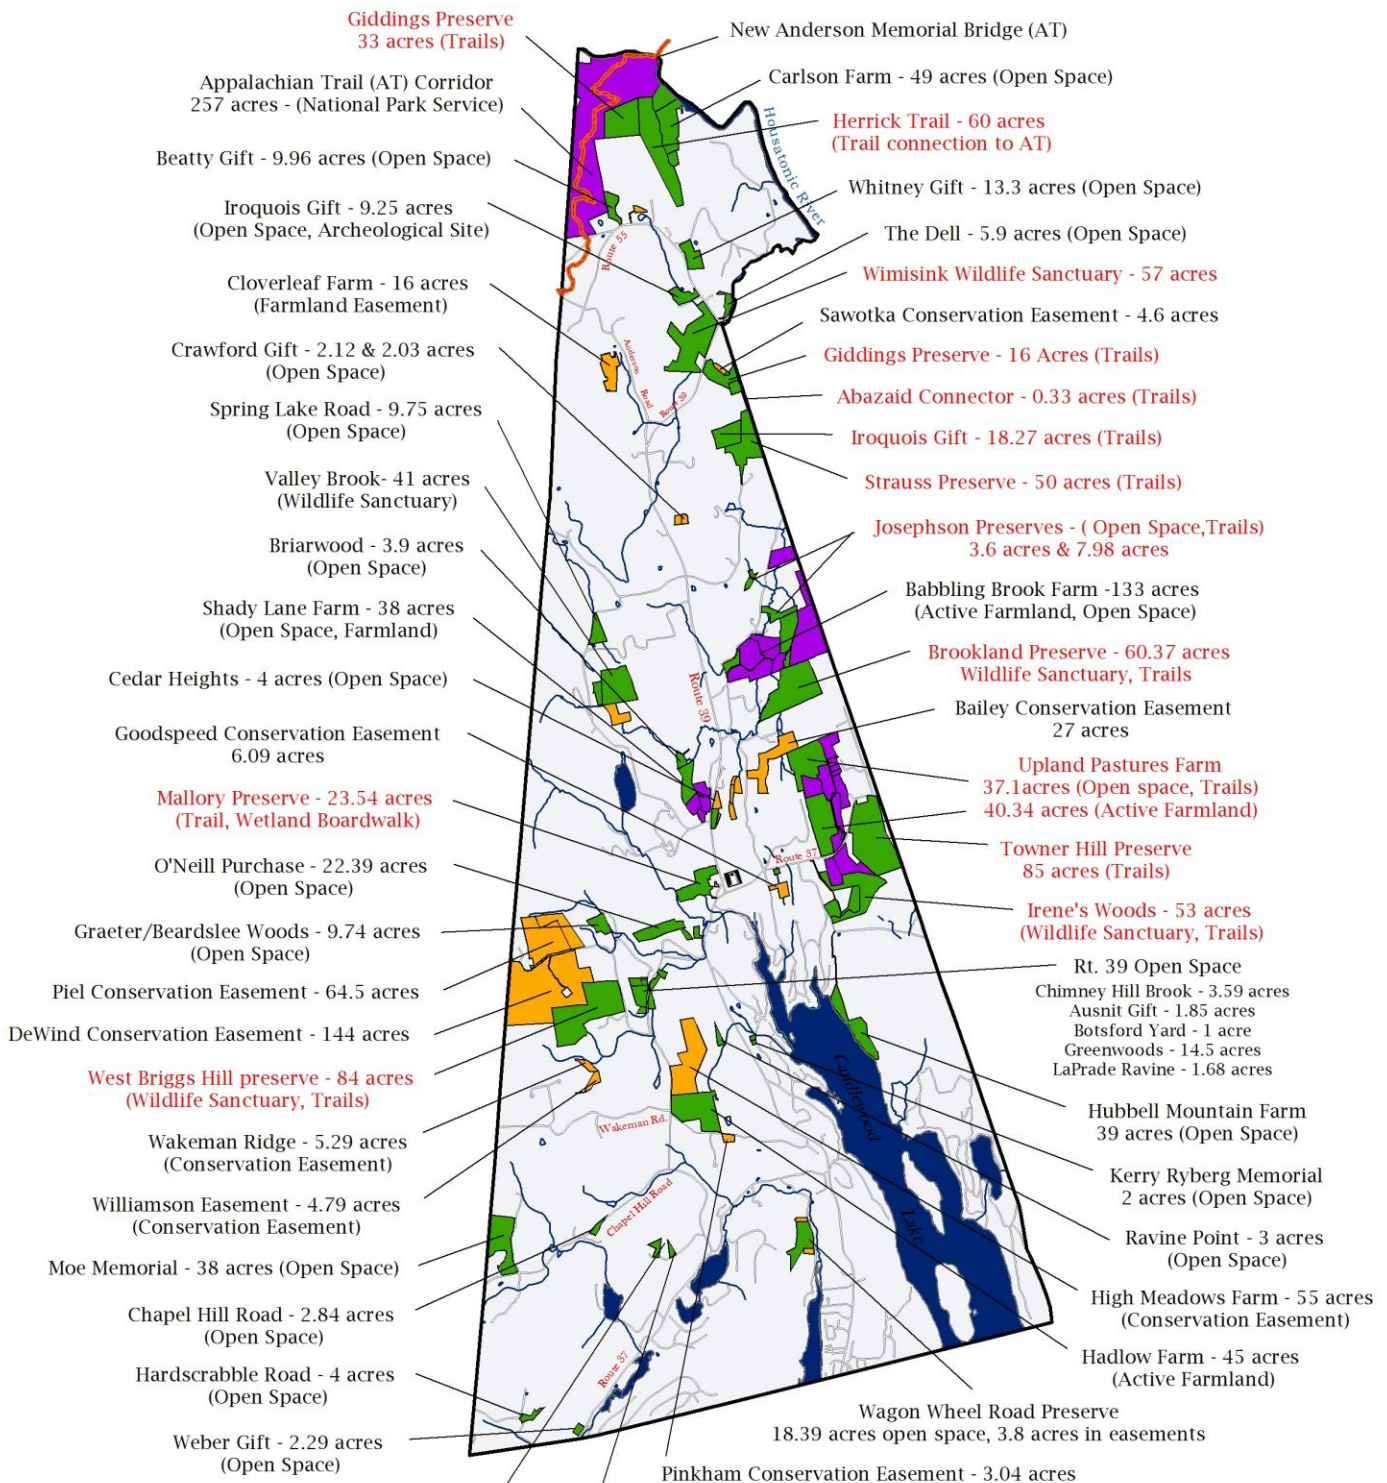 Giddings Preserve
33 acres (Trails)
New Anderson Memorial Bridge (AT)
Appalachian Trail (AT) Corridor
257 acres - (National Park Service)
Carlson Farm - 49 acres (Open Space)
Housatonic River
Herrick Trail - 60 acres
(Trail connection to AT)
Beatty Gift - 9.96 acres (Open Space)
Whitney Gift - 13.3 acres (Open Space)
Iroquois Gift - 9.25 acres
(Open Space, Archeological Site)
The Dell - 5.9 acres (Open Space)
Route 55
Wimisink Wildlife Sanctuary - 57 acres
Cloverleaf Farm - 16 acres
(Farmland Easement)
Sawotka Conservation Easement - 4.6 acres
Crawford Gift - 2.12 & 2.03 acres
(Open Space)
Giddings Preserve - 16 Acres (Trails)
Anderson Road
Route 39
Abazaid Connector - 0.33 acres (Trails)
Spring Lake Road - 9.75 acres
(Open Space)
Iroquois Gift - 18.27 acres (Trails)
Valley Brook- 41 acres
(Wildlife Sanctuary)
Strauss Preserve - 50 acres (Trails)
Josephson Preserves - ( Open Space,Trails)
3.6 acres & 7.98 acres
Briarwood - 3.9 acres
(Open Space)
Babbling Brook Farm -133 acres
(Active Farmland, Open Space)
Shady Lane Farm - 38 acres
(Open Space, Farmland)
Brookland Preserve - 60.37 acres
Wildlife Sanctuary, Trails
Cedar Heights - 4 acres (Open Space)
Route 39
Bailey Conservation Easement
27 acres
Goodspeed Conservation Easement
6.09 acres
Upland Pastures Farm
37.1acres (Open space, Trails)
40.34 acres (Active Farmland)
Mallory Preserve - 23.54 acres
(Trail, Wetland Boardwalk)
Towner Hill Preserve
85 acres (Trails)
Route 37
O'Neill Purchase - 22.39 acres
(Open Space)
Irene's Woods - 53 acres
(Wildlife Sanctuary, Trails)
Graeter/Beardslee Woods - 9.74 acres
(Open Space)
Rt. 39 Open Space
Chimney Hill Brook - 3.59 acres
Ausnit Gift - 1.85 acres
Botsford Yard - 1 acre
Greenwoods - 14.5 acres
LaPrade Ravine - 1.68 acres
Piel Conservation Easement - 64.5 acres
DeWind Conservation Easement - 144 acres
West Briggs Hill preserve - 84 acres
(Wildlife Sanctuary, Trails)
Candlewood
Lake
Hubbell Mountain Farm
39 acres (Open Space)
Wakeman Rd.
Wakeman Ridge - 5.29 acres
(Conservation Easement)
Kerry Ryberg Memorial
2 acres (Open Space)
Williamson Easement - 4.79 acres
(Conservation Easement)
Chapel Hill Road
Ravine Point - 3 acres
(Open Space)
Moe Memorial - 38 acres (Open Space)
High Meadows Farm - 55 acres
(Conservation Easement)
Chapel Hill Road - 2.84 acres
(Open Space)
Hadlow Farm - 45 acres
(Active Farmland)
Route 37
Hardscrabble Road - 4 acres
(Open Space)
Wagon Wheel Road Preserve
18.39 acres open space, 3.8 acres in easements
Weber Gift - 2.29 acres
(Open Space)
Pinkham Conservation Easement - 3.04 acres